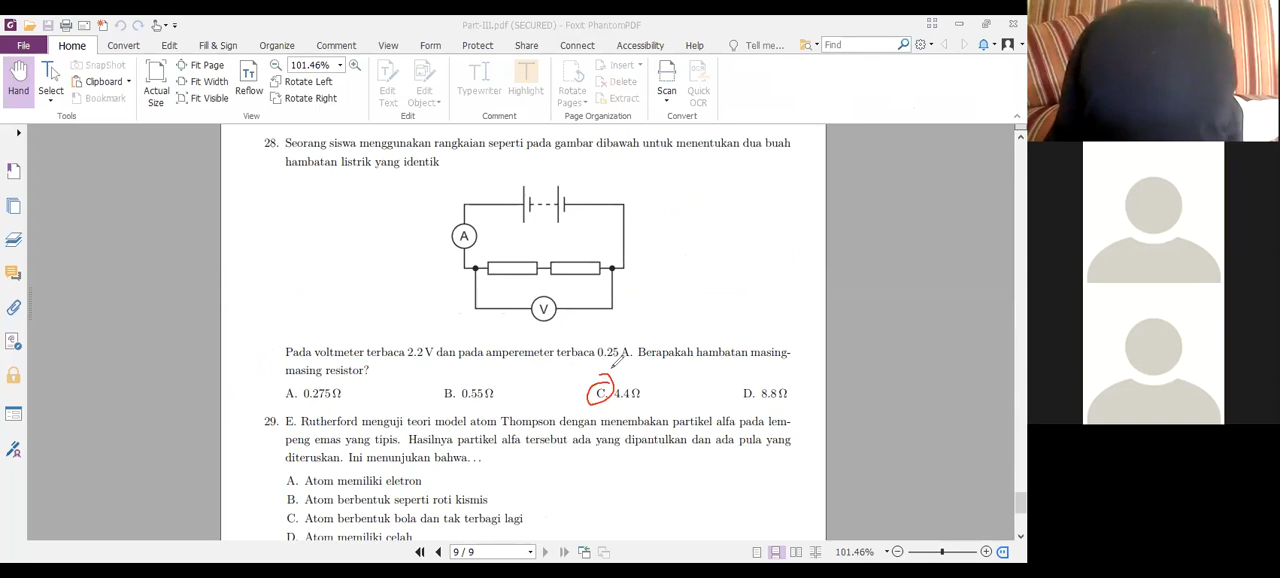 Part-III.pdf (SECURED) - Foxit PhantomPDF
File Home Convert Edit Fill & Sign Organize Comment View Form Protect Share Connect Accessibility Help Tell me... Find
SnapShot Fit Page 101.46% Rotate Left Insert
Hand Select Clipboard Actual Size Fit Width Reflow Rotate Right Edit Text Edit Object Typewriter Highlight Rotate Pages Delete Scan Quick OCR
Bookmark Fit Visible Extract
Tools View Edit Comment Page Organization Convert
28. Seorang siswa menggunakan rangkaian seperti pada gambar dibawah untuk menentukan dua buah
hambatan listrik yang identik
A
V
Pada voltmeter terbaca 2.2 V dan pada amperemeter terbaca 0.25 A. Berapakah hambatan masing-
masing resistor?
A. 0.275 Ω B. 0.55 Ω C. 4.4 Ω D. 8.8 Ω
29. E. Rutherford menguji teori model atom Thompson dengan menembakan partikel alfa pada lem-
peng emas yang tipis. Hasilnya partikel alfa tersebut ada yang dipantulkan dan ada pula yang
diteruskan. Ini menunjukan bahwa...
A. Atom memiliki eletron
B. Atom berbentuk seperti roti kismis
C. Atom berbentuk bola dan tak terbagi lagi
D. Atom memiliki celah
9 / 9 101.46%